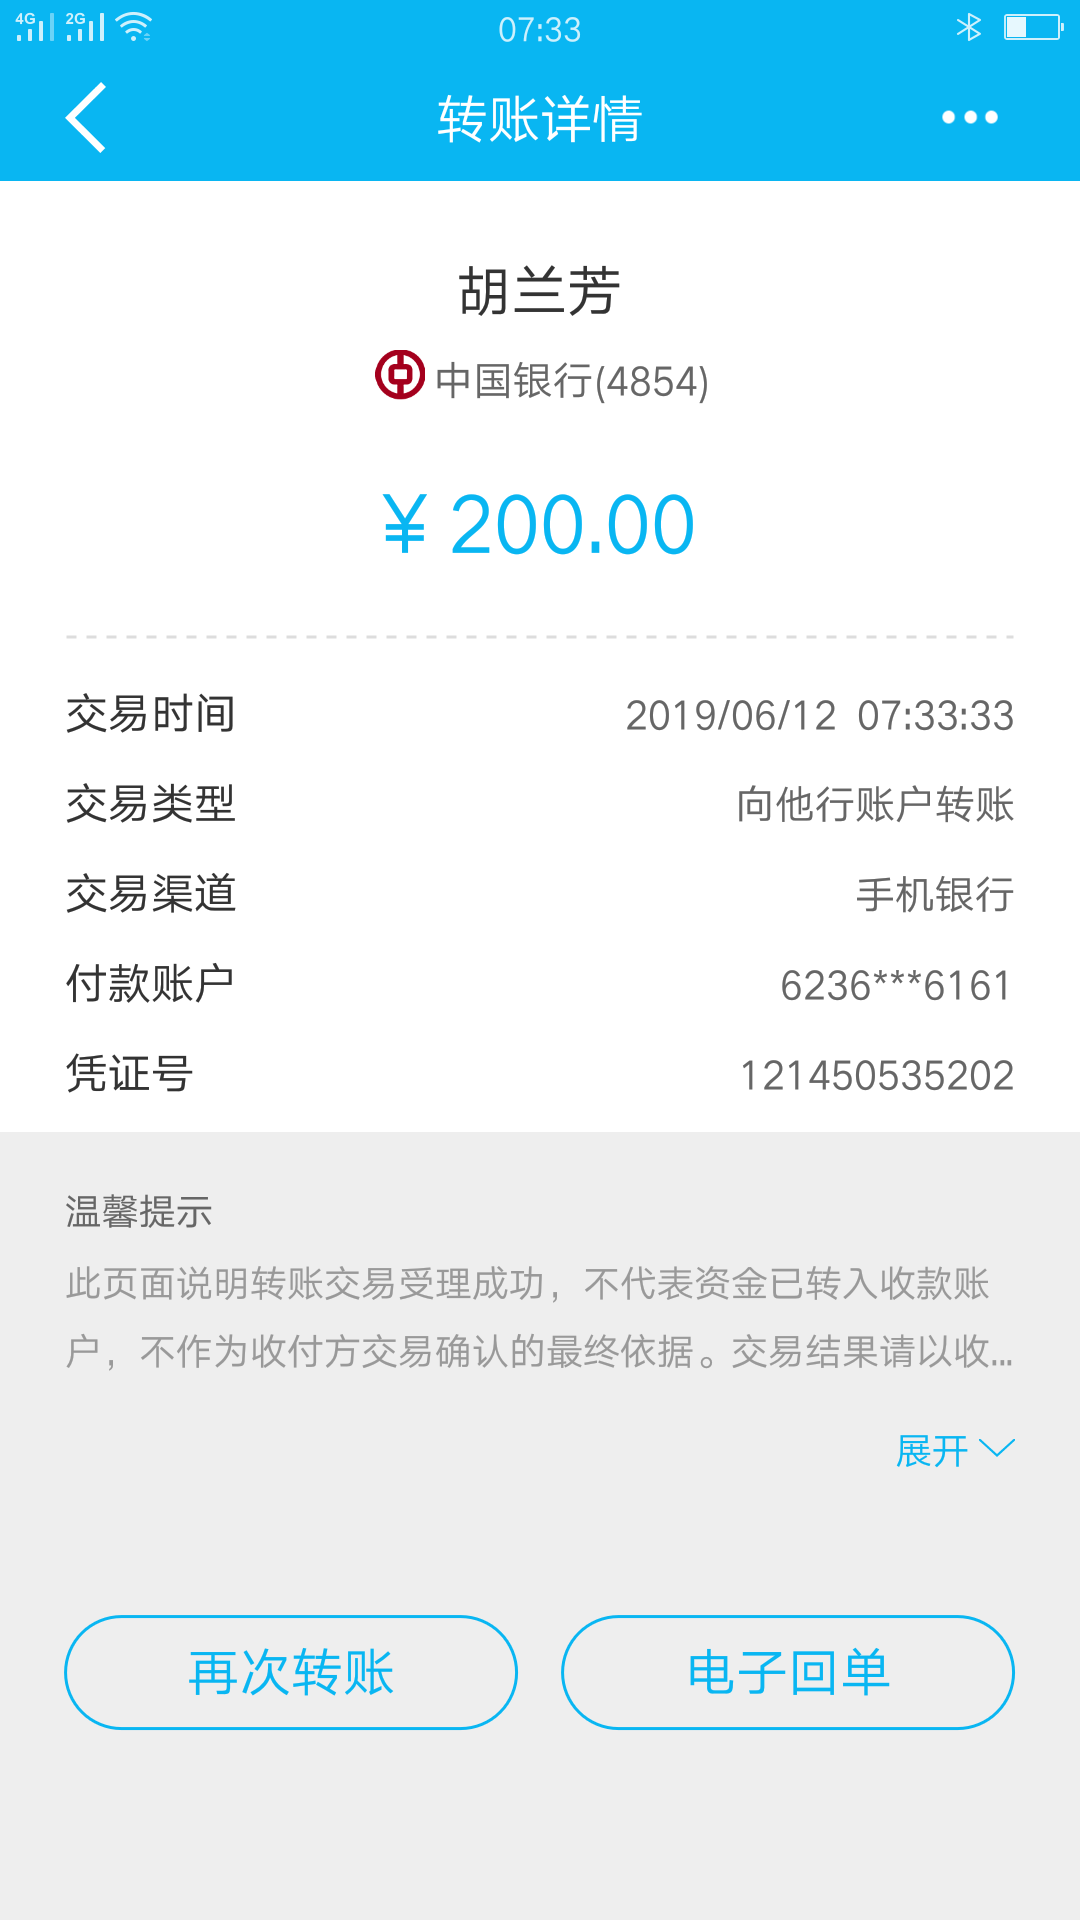 4G 2G 07:33
转账详情
胡兰芳
中国银行(4854)
¥ 200.00
交易时间 2019/06/12 07:33:33
交易类型 向他行账户转账
交易渠道 手机银行
付款账户 6236***6161
凭证号 121450535202
温馨提示
此页面说明转账交易受理成功，不代表资金已转入收款账
户，不作为收付方交易确认的最终依据。交易结果请以收...
展开
再次转账 电子回单